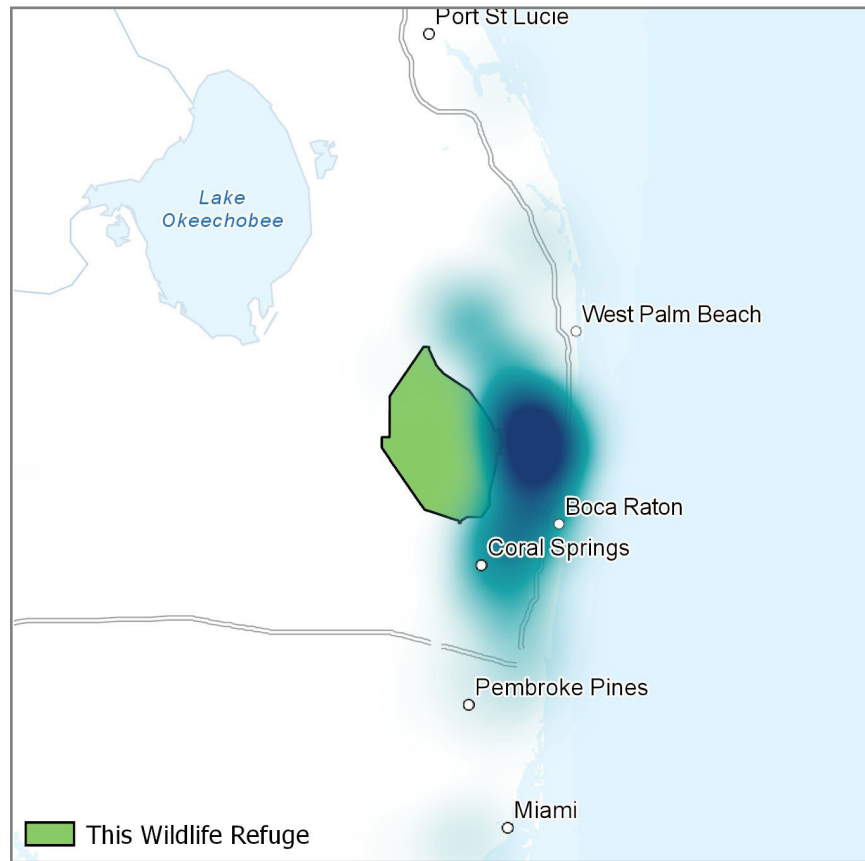 Port St Lucie
Lake
Okeechobee
West Palm Beach
Boca Raton
Coral Springs
Pembroke Pines
Miami
This Wildlife Refuge